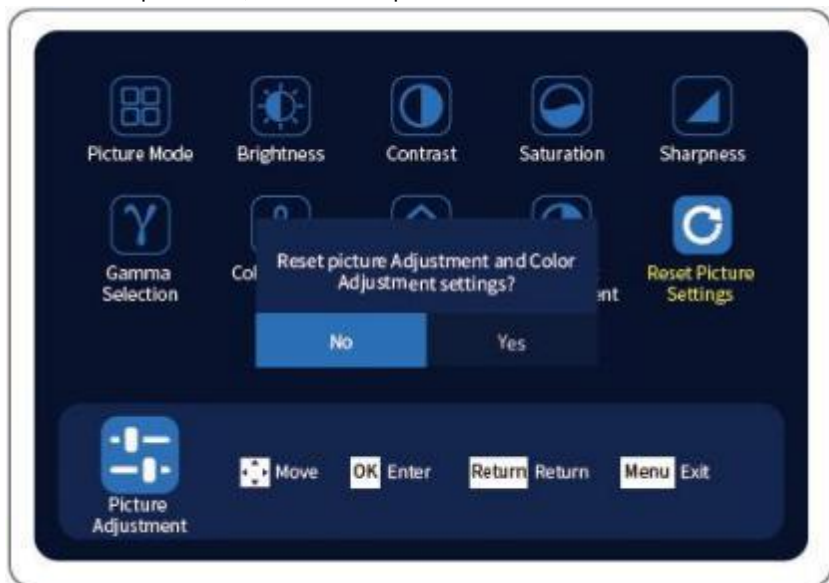 Picture Mode
Brightness
Contrast
Saturation
Sharpness
Gamma
Selection
Reset Picture
Settings
Reset picture Adjustment and Color
Adjustment settings?
No
Yes
Move
OK Enter
Return Return
Menu Exit
Picture
Adjustment